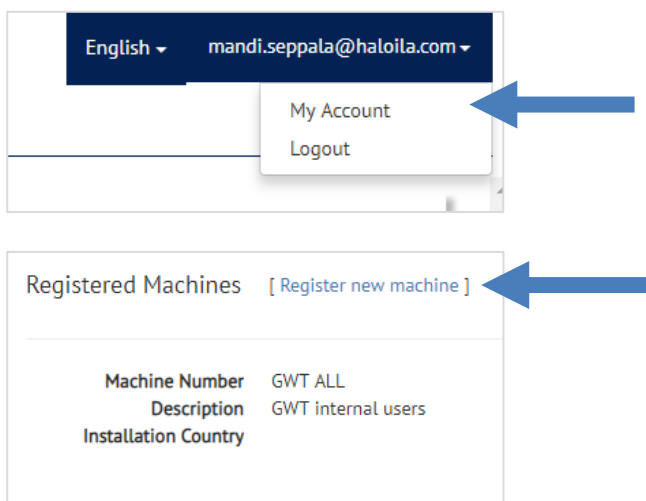 English mandi.seppala@haloila.com
My Account
Logout
Registered Machines [ Register new machine ]
Machine Number GWT ALL
Description GWT internal users
Installation Country